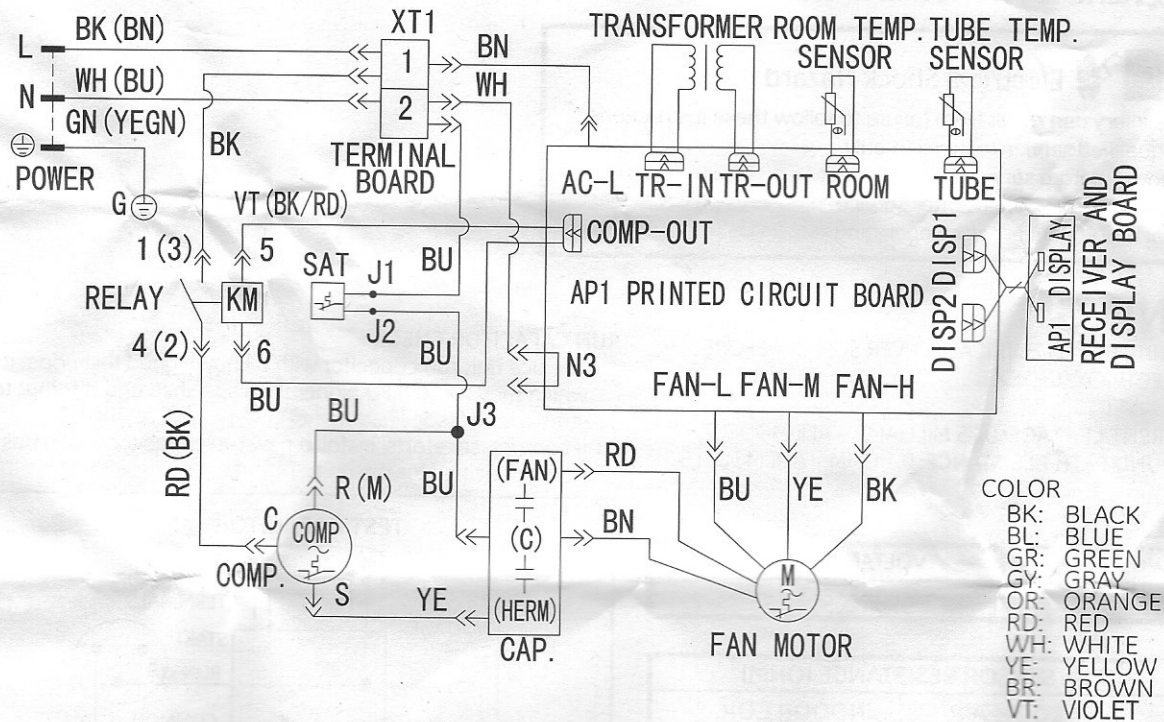 XT1
TRANSFORMER ROOM TEMP. TUBE TEMP.
SENSOR SENSOR
BK (BN)
L
1
BN
WH (BU)
WH
N
2
GN (YEGN)
BK
TERMINAL
BOARD
POWER
G
AC-L TR-IN TR-OUT ROOM TUBE
VT (BK/RD)
COMP-OUT
1 (3)
5
SAT
J1
BU
RELAY
KM
AP1 PRINTED CIRCUIT BOARD
DISP2 DISP1
AP1 DISPLAY
RECEIVER AND
DISPLAY BOARD
J2
4 (2)
6
BU
N3
BU
BU
J3
FAN-L FAN-M FAN-H
RD (BK)
R (M)
BU
(FAN)
RD
BU
YE
BK
C
COMP
(C)
BN
COMP.
S
YE
(HERM)
CAP.
M
FAN MOTOR
COLOR
BK: BLACK
BL: BLUE
GR: GREEN
GY: GRAY
OR: ORANGE
RD: RED
WH: WHITE
YE: YELLOW
BR: BROWN
VT: VIOLET